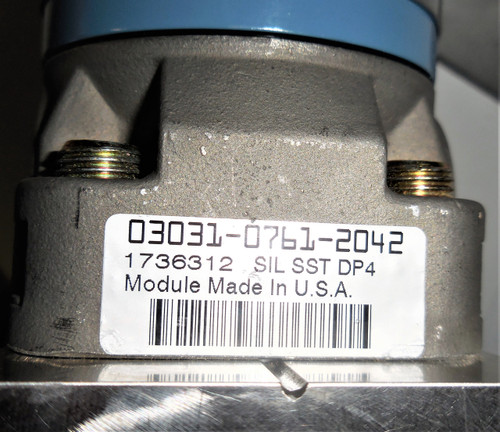 03031-0761-2042
1736312 SIL SST DP4
Module Made In U.S.A.